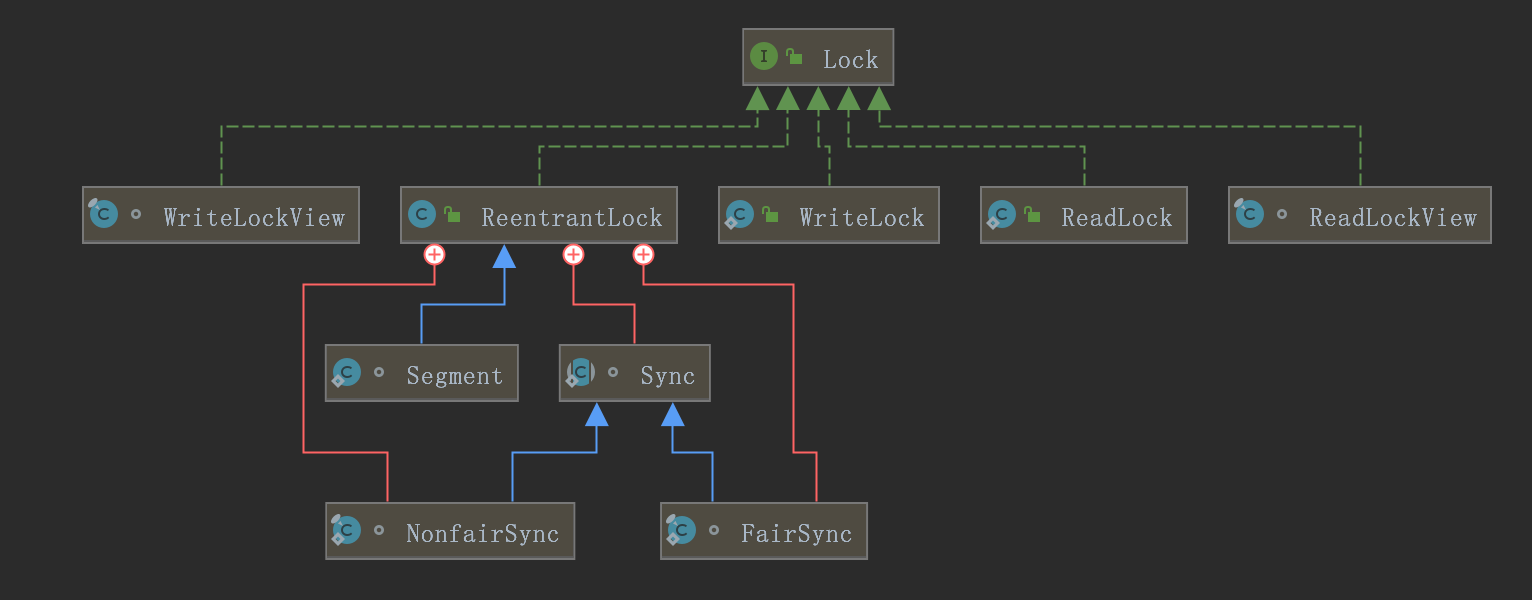 I Lock
C WriteLockView
C ReentrantLock
C WriteLock
C ReadLock
C ReadLockView
C Segment
C Sync
C NonfairSync
C FairSync